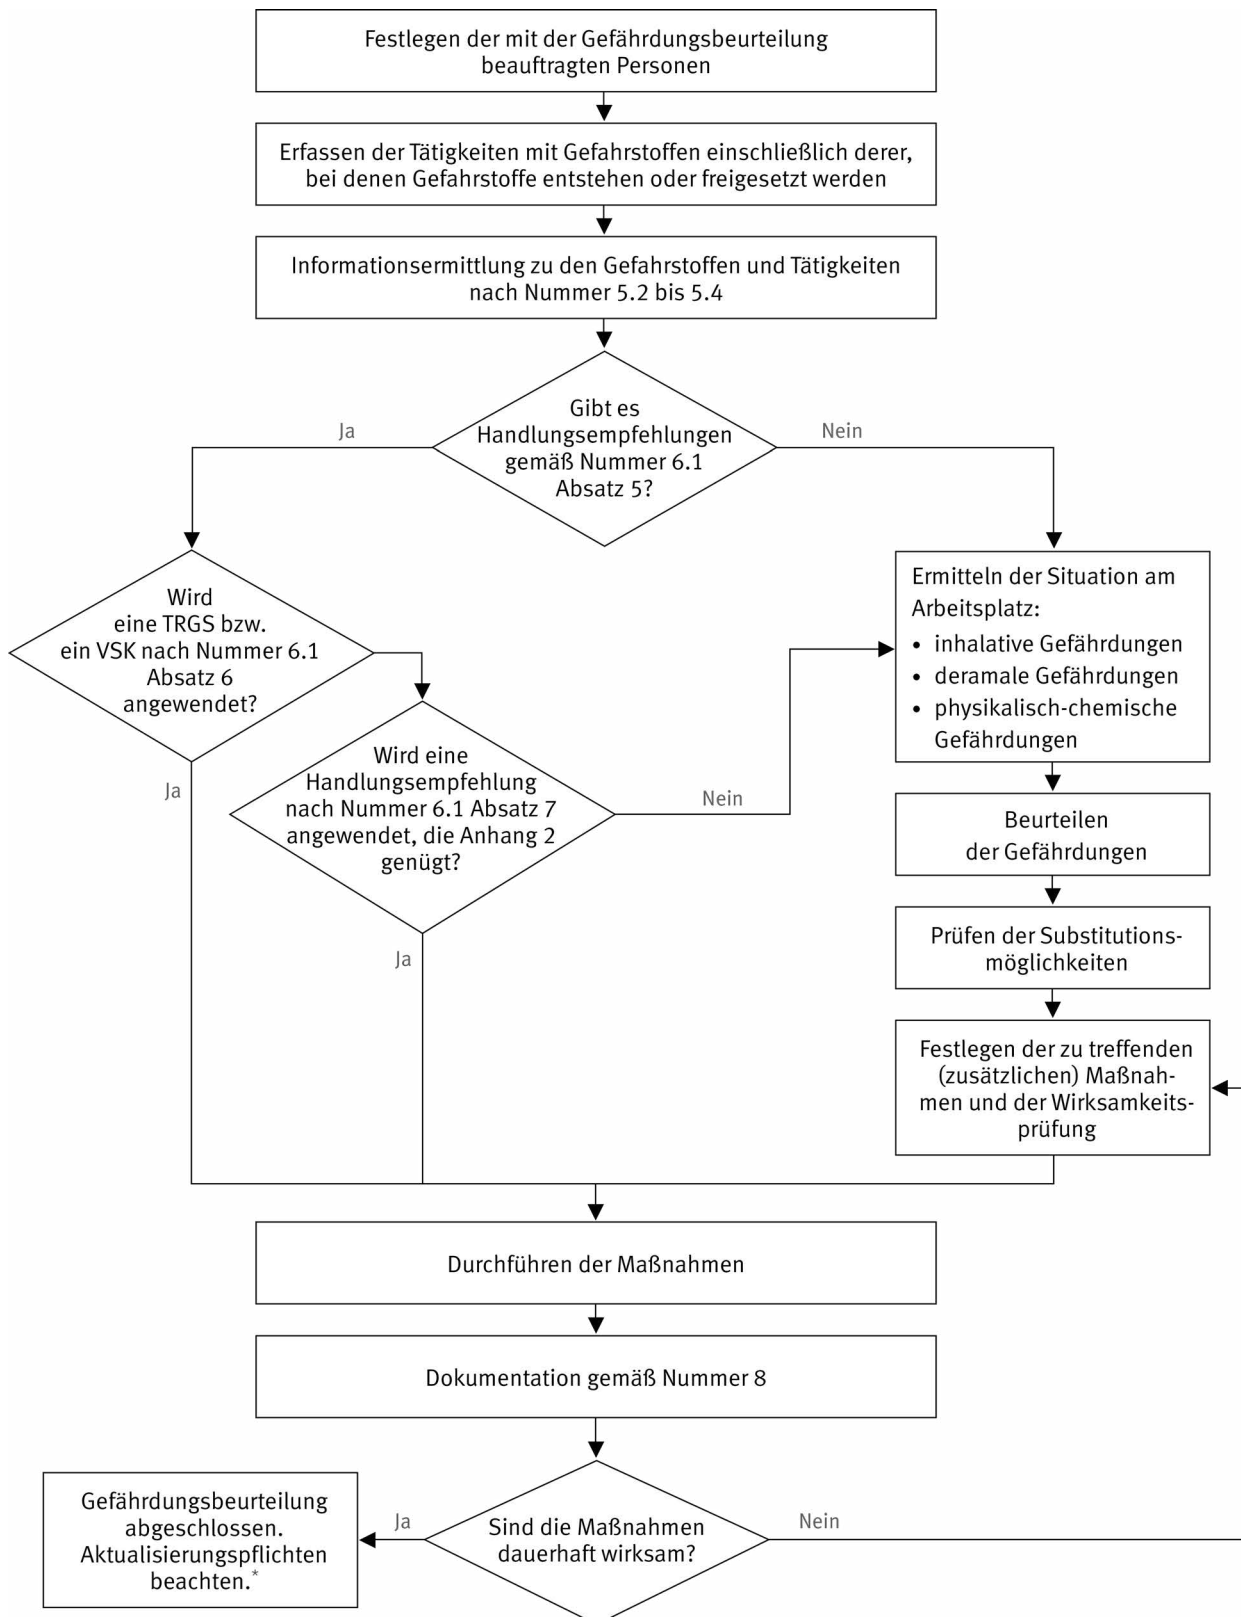 Festlegen der mit der Gefährdungsbeurteilung
beauftragten Personen
Erfassen der Tätigkeiten mit Gefahrstoffen einschließlich derer,
bei denen Gefahrstoffe entstehen oder freigesetzt werden
Informationsermittlung zu den Gefahrstoffen und Tätigkeiten
nach Nummer 5.2 bis 5.4
Gibt es
Handlungsempfehlungen
gemäß Nummer 6.1
Absatz 5?
Ja
Nein
Wird
eine TRGS bzw.
ein VSK nach Nummer 6.1
Absatz 6
angewendet?
Ja
Wird eine
Handlungsempfehlung
nach Nummer 6.1 Absatz 7
angewendet, die Anhang 2
genügt?
Nein
Ja
Ermitteln der Situation am
Arbeitsplatz:
• inhalative Gefährdungen
• deramale Gefährdungen
• physikalisch-chemische
Gefährdungen
Beurteilen
der Gefährdungen
Prüfen der Substitutions-
möglichkeiten
Festlegen der zu treffenden
(zusätzlichen) Maßnah-
men und der Wirksamkeits-
prüfung
Durchführen der Maßnahmen
Dokumentation gemäß Nummer 8
Sind die Maßnahmen
dauerhaft wirksam?
Ja
Nein
Gefährdungsbeurteilung
abgeschlossen.
Aktualisierungspflichten
beachten.*